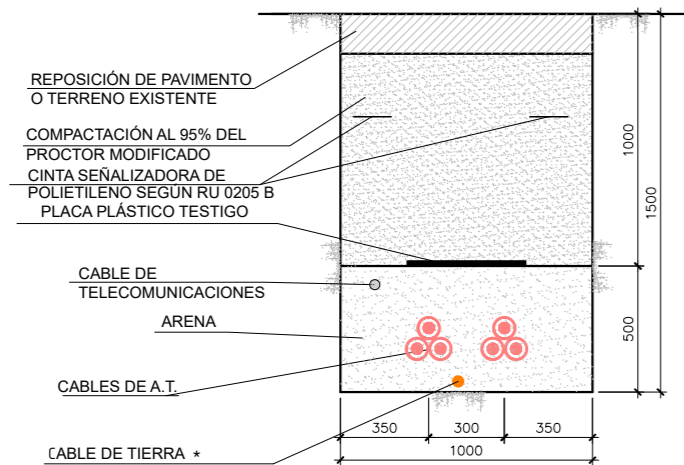 REPOSICIÓN DE PAVIMENTO
O TERRENO EXISTENTE
COMPACTACIÓN AL 95% DEL
PROCTOR MODIFICADO
CINTA SEÑALIZADORA DE
POLIETILENO SEGÚN RU 0205 B
PLACA PLÁSTICO TESTIGO
CABLE DE
TELECOMUNICACIONES
ARENA
CABLES DE A.T.
CABLE DE TIERRA *
1000
1500
500
350 300 350
1000